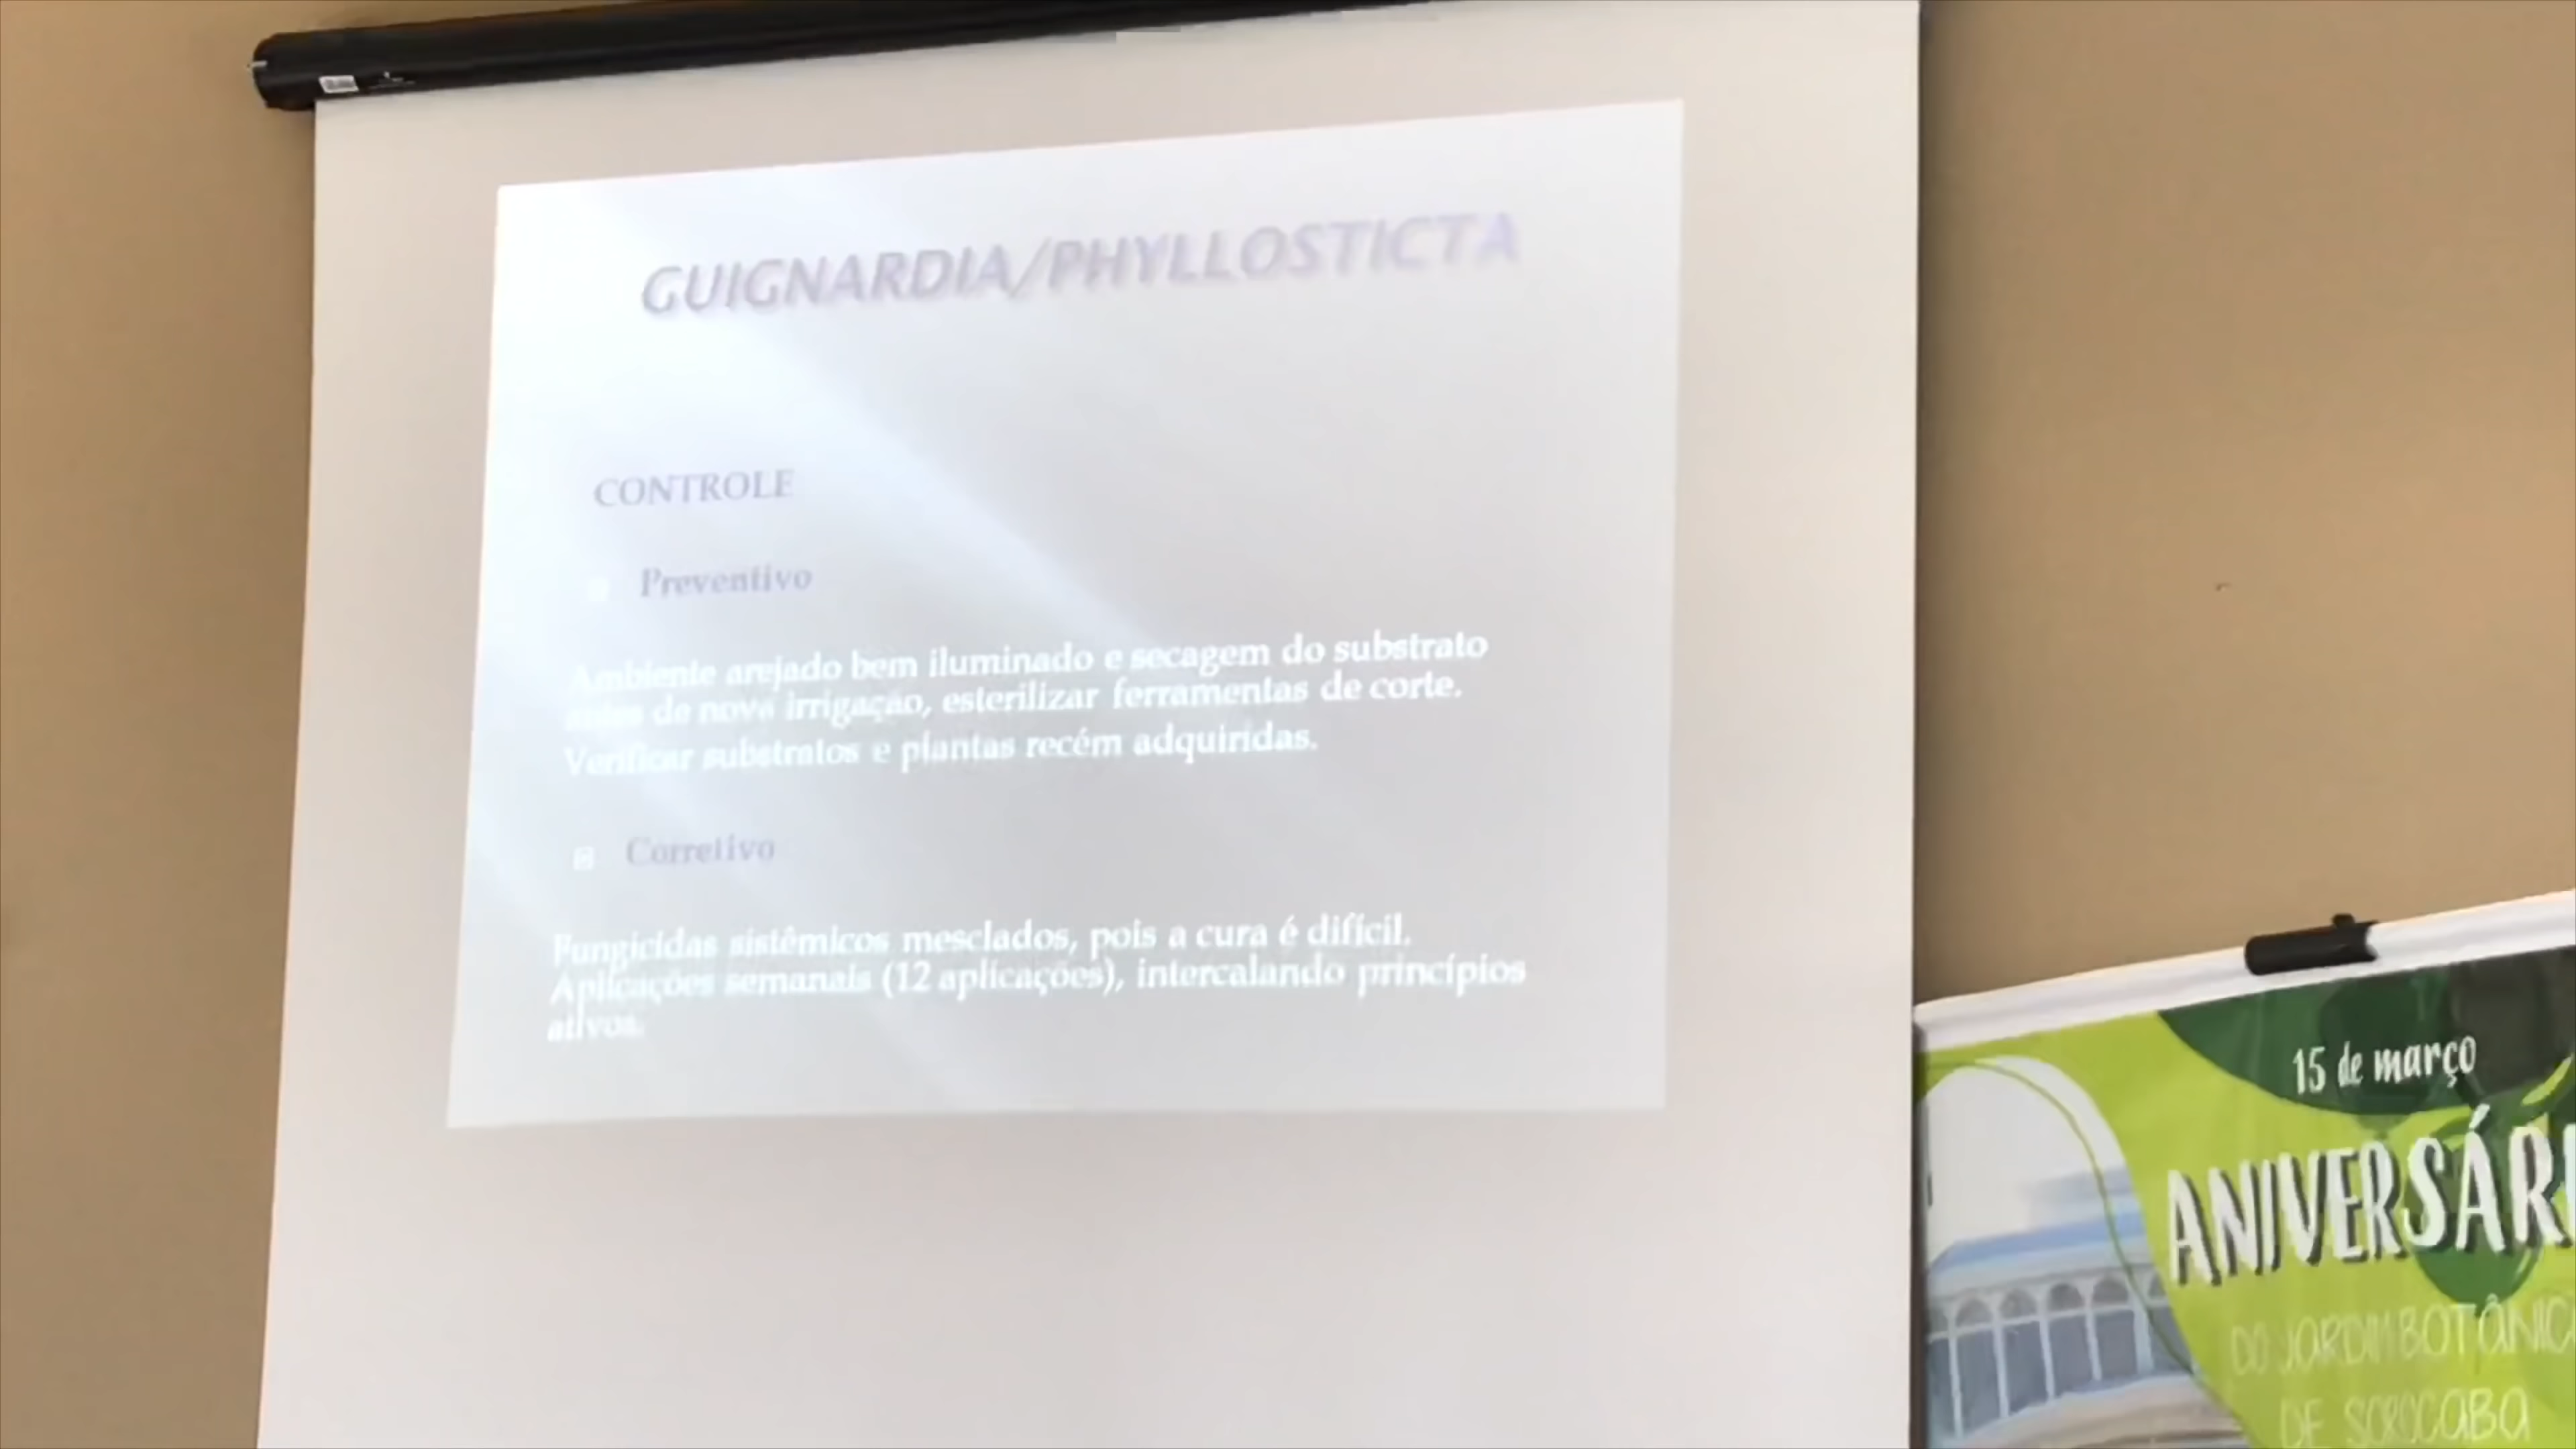 GUIGNARDIA/PHYLLOSTICTA
CONTROLE
Preventivo
Ambiente arejado bem iluminado e secagem do substrato
antes de nova irrigação, esterilizar ferramentas de corte.
Verificar substratos e plantas recém adquiridas.
Corretivo
Fungicidas sistêmicos mesclados, pois a cura é difícil.
Aplicações semanais (12 aplicações), intercalando princípios
ativos.
15 de março
ANIVERSÁRI
DO JARDIM BOTÂNIC
DE SOROCABA